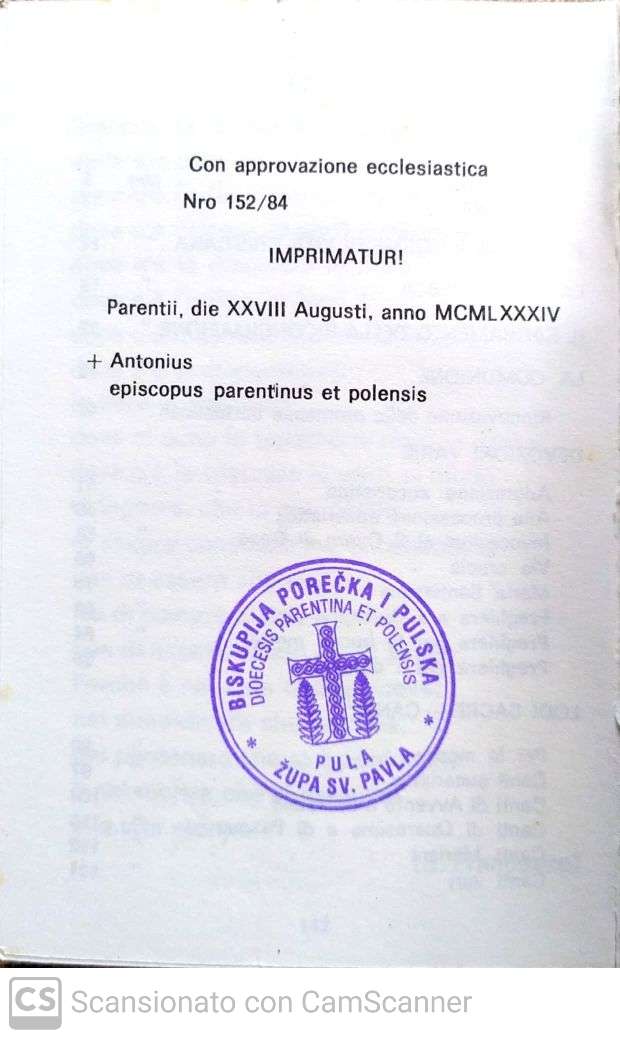 Con approvazione ecclesiastica
Nro 152/84
IMPRIMATUR!
Parentii, die XXVIII Augusti, anno MCMLXXXIV
+ Antonius
episcopus parentinus et polensis
BISKUPIJA POREČKA I PULSKA
DIOECESIS PARENTINA ET POLENSIS
* PULA *
ŽUPA SV. PAVLA
CS Scansionato con CamScanner